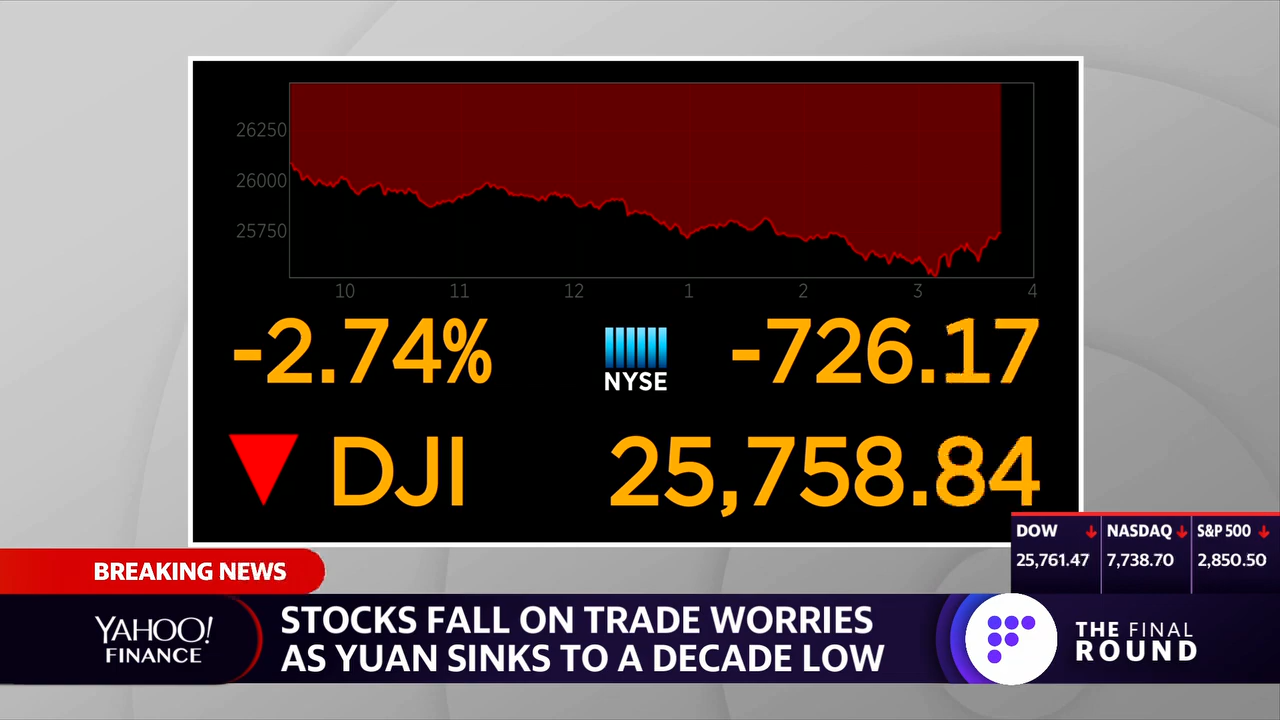 26250
26000
25750
10 11 12 1 2 3 4
-2.74% NYSE -726.17
DJI 25,758.84
DOW NASDAQ S&P 500
25,761.47 7,738.70 2,850.50
BREAKING NEWS
YAHOO!
FINANCE
STOCKS FALL ON TRADE WORRIES
AS YUAN SINKS TO A DECADE LOW
THE FINAL
ROUND